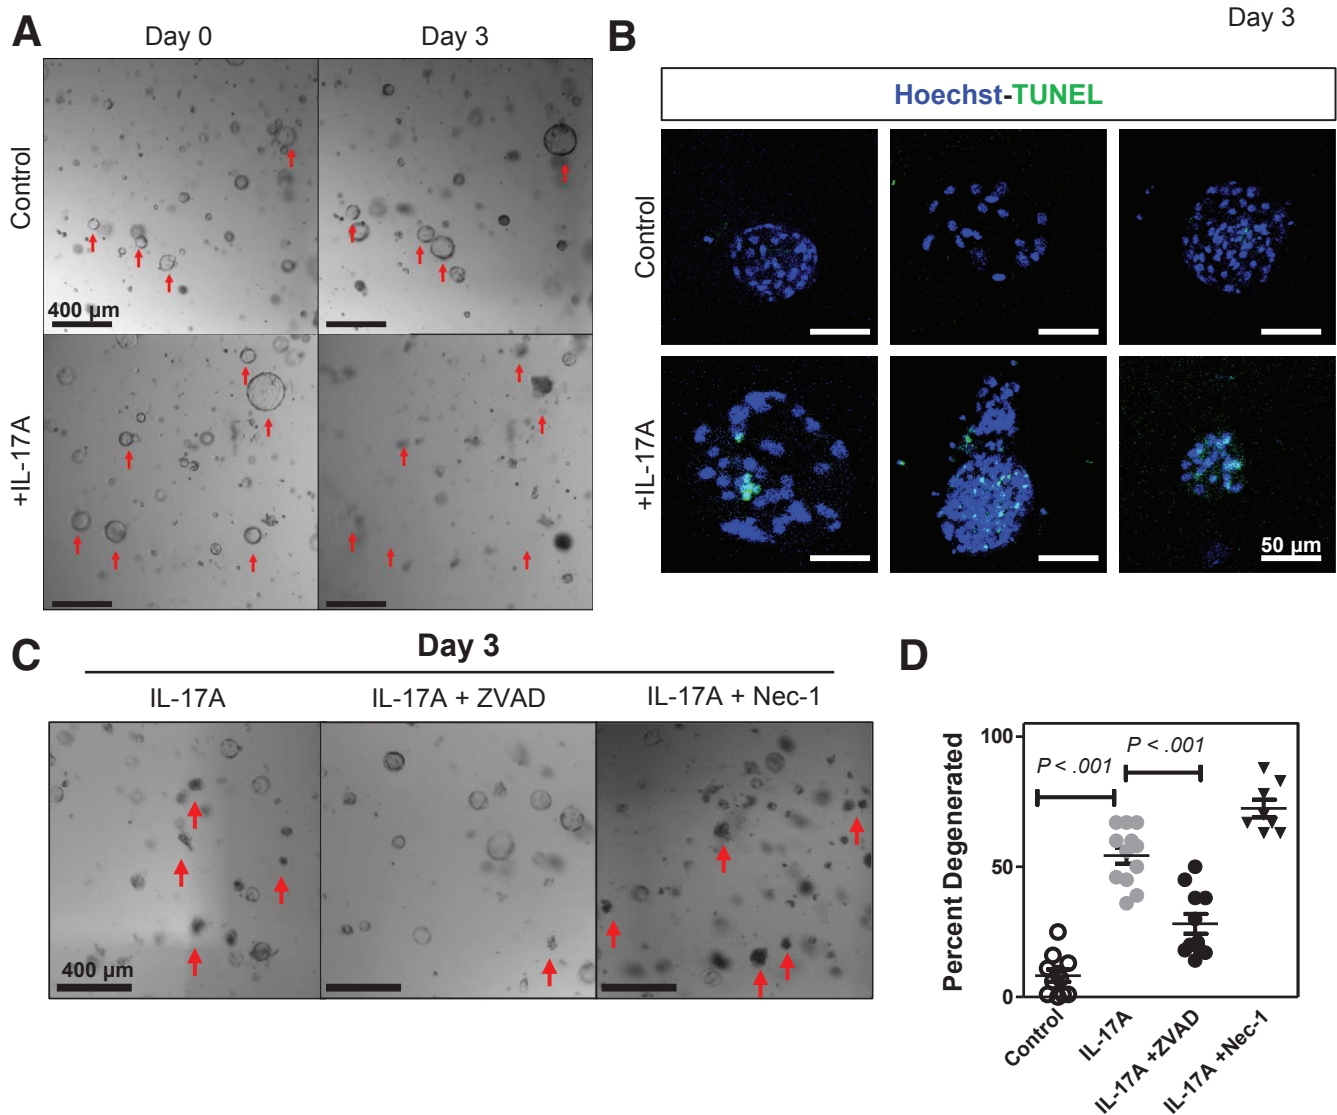 A
Day 0
Day 3
Control
+IL-17A
400 µm
B
Day 3
Hoechst-TUNEL
Control
+IL-17A
50 µm
C
Day 3
IL-17A
IL-17A + ZVAD
IL-17A + Nec-1
400 µm
D
Percent Degenerated
100
50
0
P < .001
P < .001
Control
IL-17A
IL-17A +ZVAD
IL-17A +Nec-1